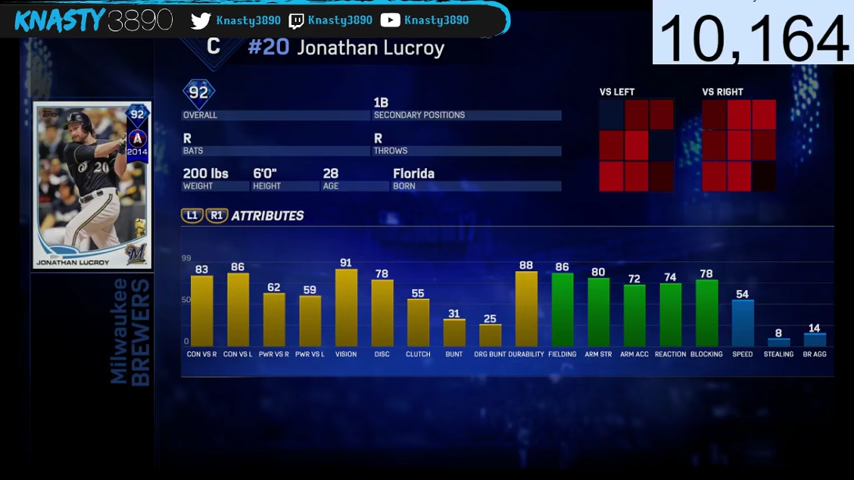 KNASTY3890
Knasty3890 Knasty3890 Knasty3890
10,164
C #20 Jonathan Lucroy
92
OVERALL
1B
SECONDARY POSITIONS
R
BATS
R
THROWS
200 lbs
WEIGHT
6'0"
HEIGHT
28
AGE
Florida
BORN
VS LEFT
VS RIGHT
92
A
2014
20
JONATHAN LUCROY
M
Milwaukee
BREWERS
L1 R1 ATTRIBUTES
99
50
0
83 86 62 59 91 78 55 31 25 88 86 80 72 74 78 54 8 14
CON VS R CON VS L PWR VS R PWR VS L VISION DISC CLUTCH BUNT DRG BUNT DURABILITY FIELDING ARM STR ARM ACC REACTION BLOCKING SPEED STEALING BR AGG